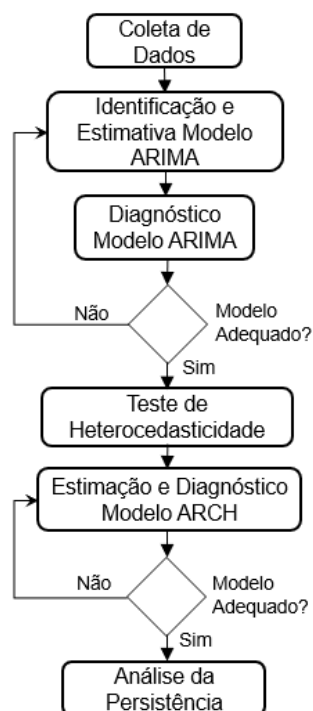 Coleta de
Dados
Identificação e
Estimativa Modelo
ARIMA
Diagnóstico
Modelo ARIMA
Não
Modelo
Adequado?
Sim
Teste de
Heterocedasticidade
Estimação e Diagnóstico
Modelo ARCH
Não
Modelo
Adequado?
Sim
Análise da
Persistência